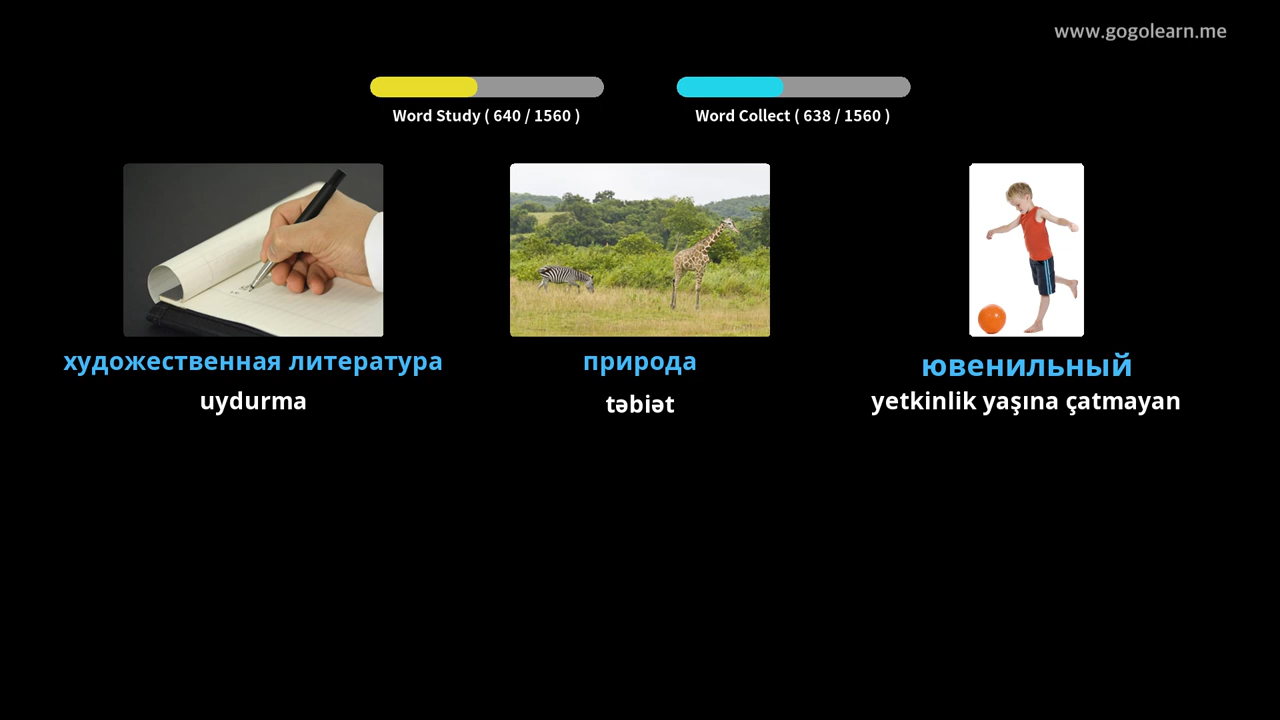 www.gogolearn.me
Word Study ( 640 / 1560 )
Word Collect ( 638 / 1560 )
художественная литература
uydurma
природа
təbiət
ювенильный
yetkinlik yaşına çatmayan